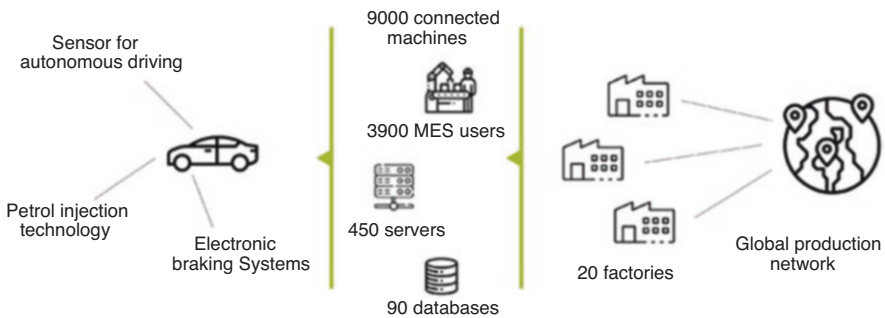 Sensor for
autonomous driving
Petrol injection
technology
Electronic
braking Systems
9000 connected
machines
3900 MES users
450 servers
90 databases
20 factories
Global production
network